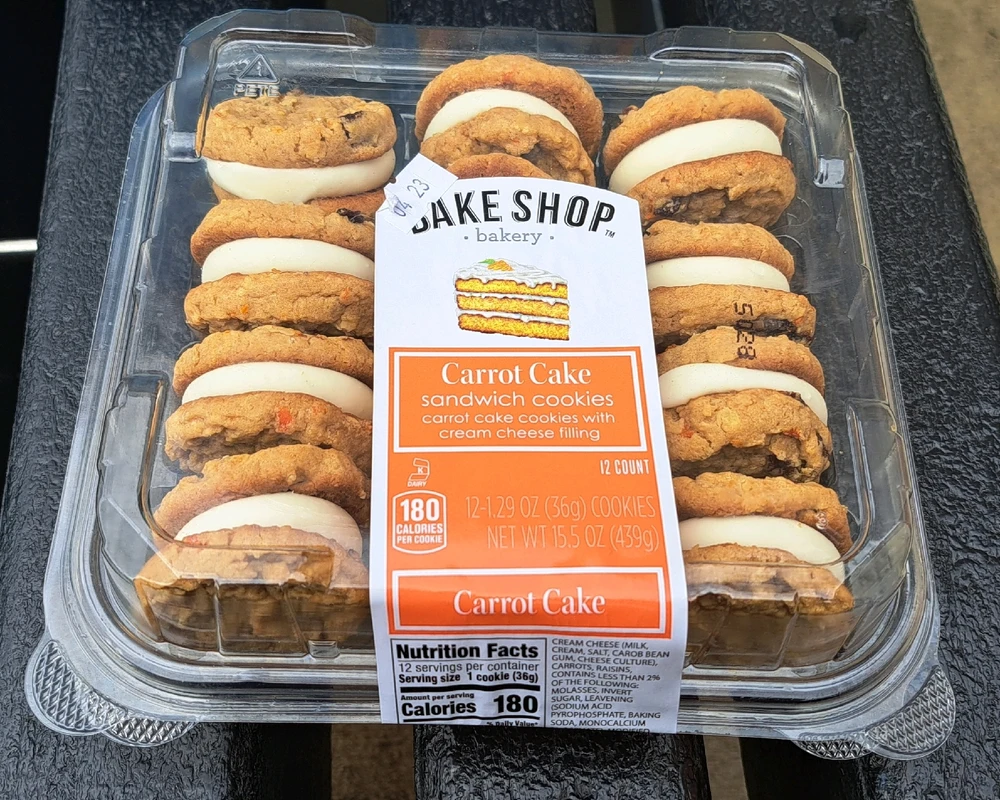 PETE
04 23
BAKE SHOP™
· bakery ·
5028
Carrot Cake
sandwich cookies
carrot cake cookies with
cream cheese filling
12 COUNT
K
DAIRY
180
CALORIES
PER COOKIE
12-1.29 OZ (36g) COOKIES
NET WT 15.5 OZ (439g)
Carrot Cake
Nutrition Facts
12 servings per container
Serving size 1 cookie (36g)
Amount per serving
Calories 180
% Daily Value*
CREAM CHEESE (MILK,
CREAM, SALT, CAROB BEAN
GUM, CHEESE CULTURE),
CARROTS, RAISINS,
CONTAINS LESS THAN 2%
OF THE FOLLOWING:
MOLASSES, INVERT
SUGAR, LEAVENING
(SODIUM ACID
PYROPHOSPHATE, BAKING
SODA, MONOCALCIUM